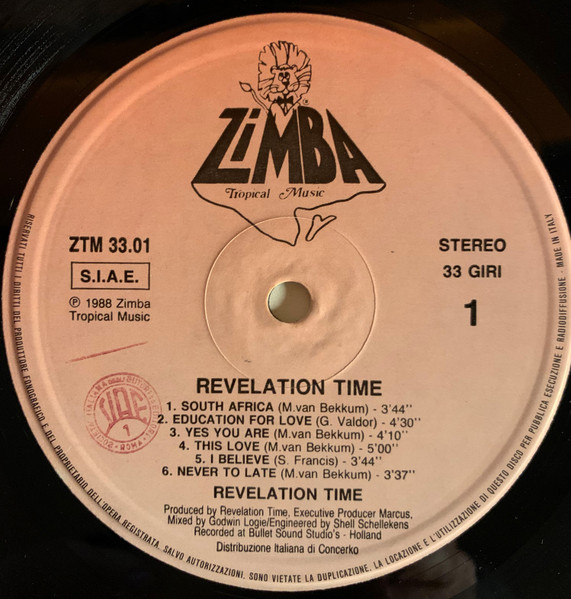 ZIMBA
Tropical Music
ZTM 33.01
S.I.A.E.
℗ 1988 Zimba
Tropical Music
STEREO
33 GIRI
1
REVELATION TIME
1. SOUTH AFRICA (M.van Bekkum) - 3'44"
2. EDUCATION FOR LOVE (G. Valdor) - 4'30"
3. YES YOU ARE (M.van Bekkum) - 4'10"
4. THIS LOVE (M.van Bekkum) - 5'00"
5. I BELIEVE (S. Francis) - 3'44"
6. NEVER TO LATE (M.van Bekkum) - 3'37"
REVELATION TIME
Produced by Revelation Time, Executive Producer Marcus,
Mixed by Godwin Logie/Engineered by Shell Schellekens
Recorded at Bullet Sound Studio's - Holland
Distribuzione Italiana di Concerko
RISERVATI TUTTI I DIRITTI DEL PRODUTTORE FONOGRAFICO E DEL PROPRIETARIO DELL'OPERA REGISTRATA. SALVO AUTORIZZAZIONI, SONO VIETATE LA DUPLICAZIONE. LA LOCAZIONE E L'UTILIZZAZIONE DI QUESTO DISCO PER PUBBLICA ESECUZIONE E RADIODIFFUSIONE - MADE IN ITALY
SIAE
1
ROMA